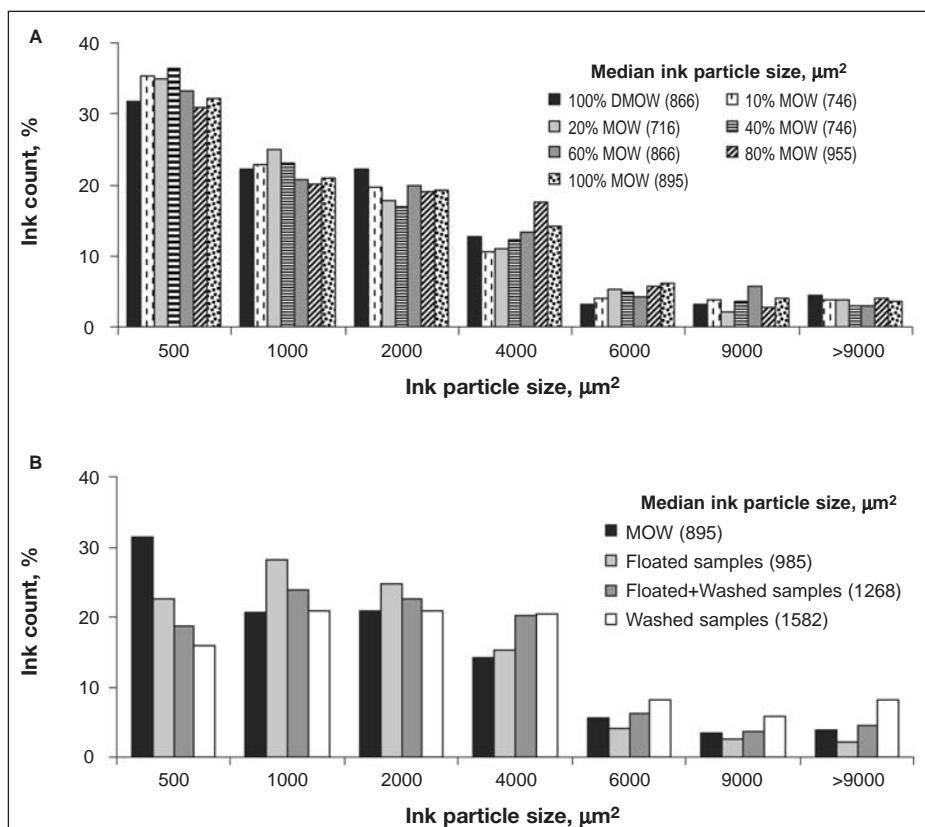 A
40
30
20
10
0
Ink count, %
Median ink particle size, µm²
100% DMOW (866)
10% MOW (746)
20% MOW (716)
40% MOW (746)
60% MOW (866)
80% MOW (955)
100% MOW (895)
500 1000 2000 4000 6000 9000 >9000
Ink particle size, µm²
B
40
30
20
10
0
Ink count, %
Median ink particle size, µm²
MOW (895)
Floated samples (985)
Floated+Washed samples (1268)
Washed samples (1582)
500 1000 2000 4000 6000 9000 >9000
Ink particle size, µm²